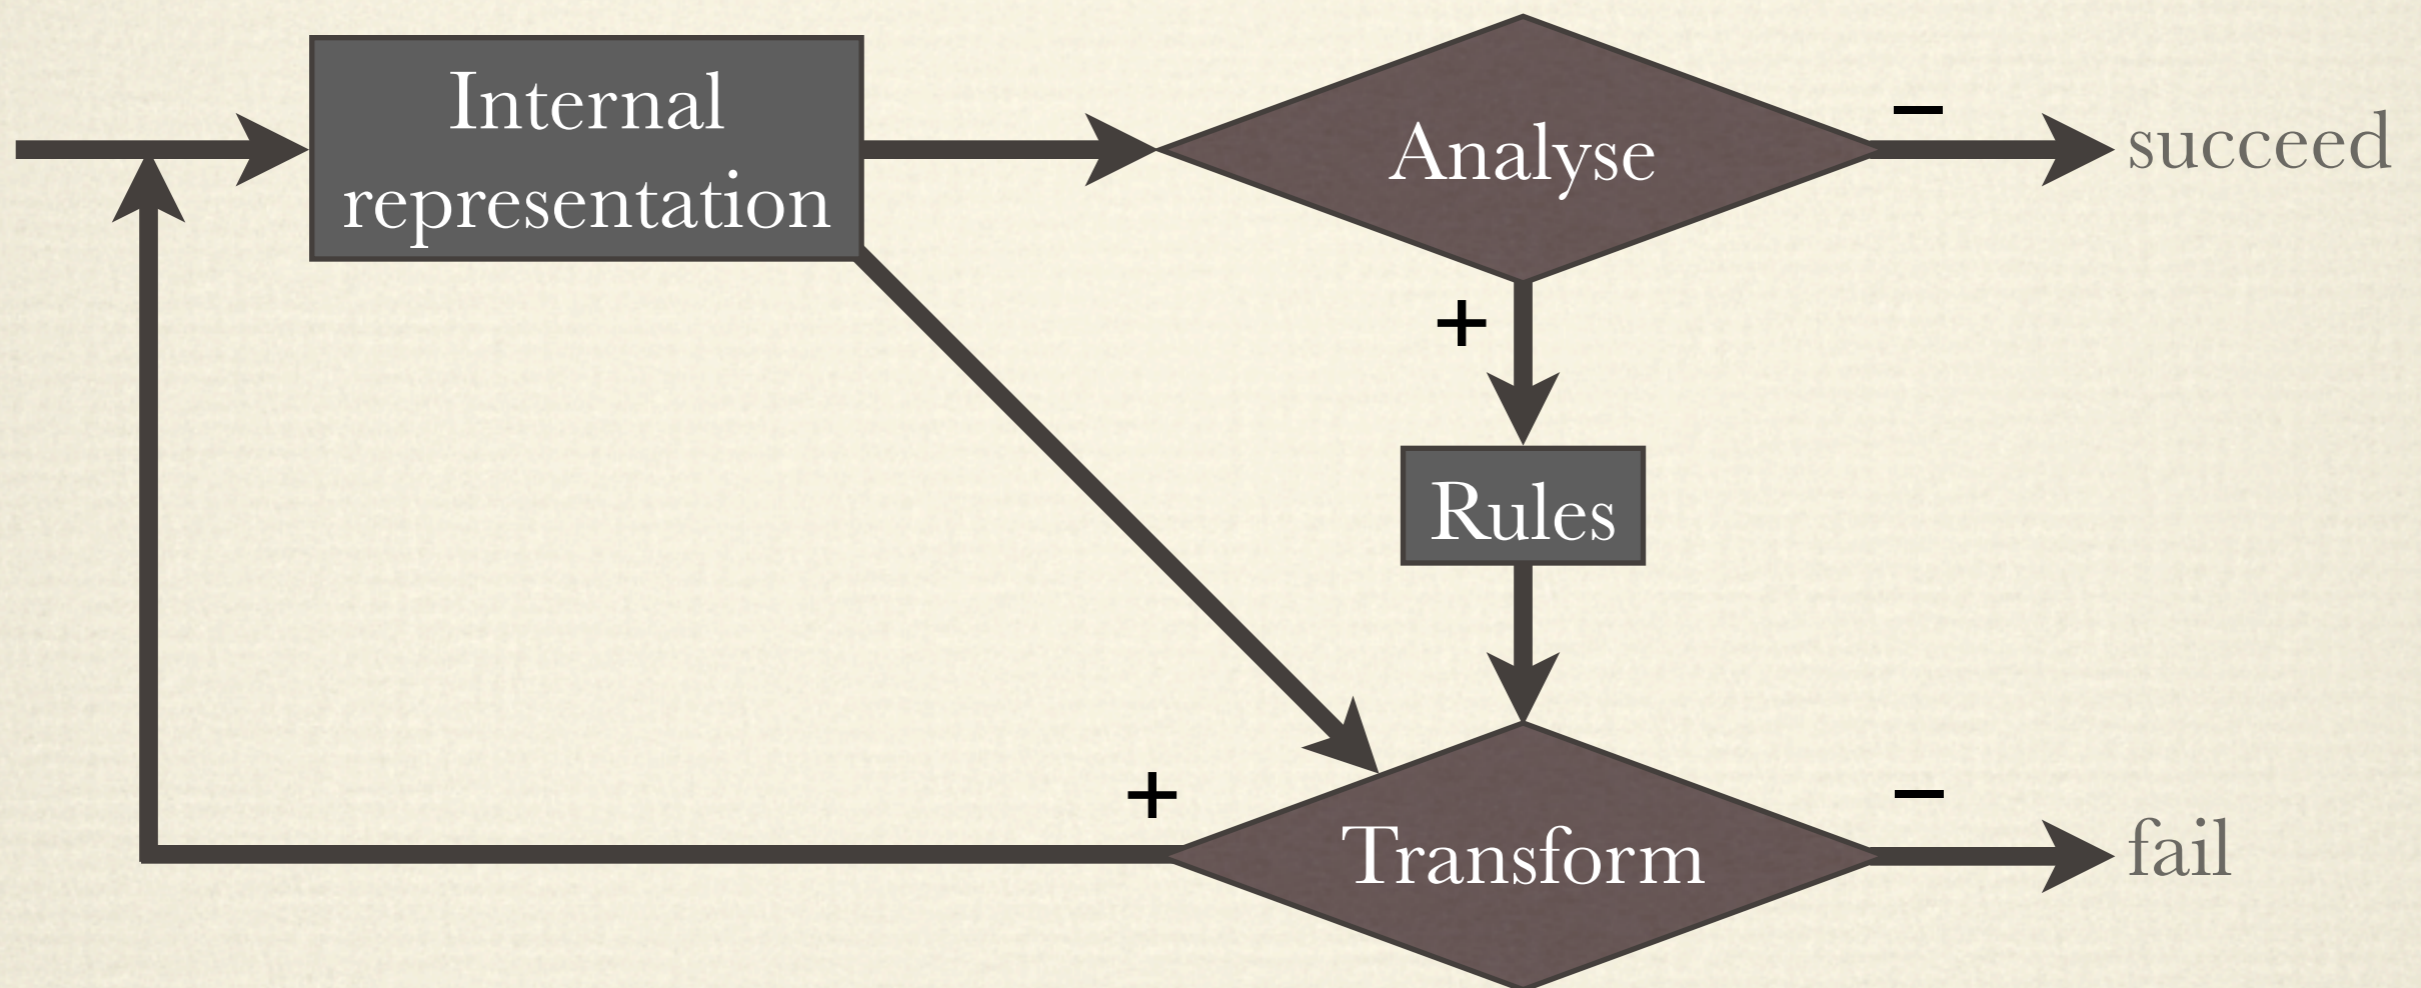 Internal
representation
Analyse
−
succeed
+
Rules
+
Transform
−
fail